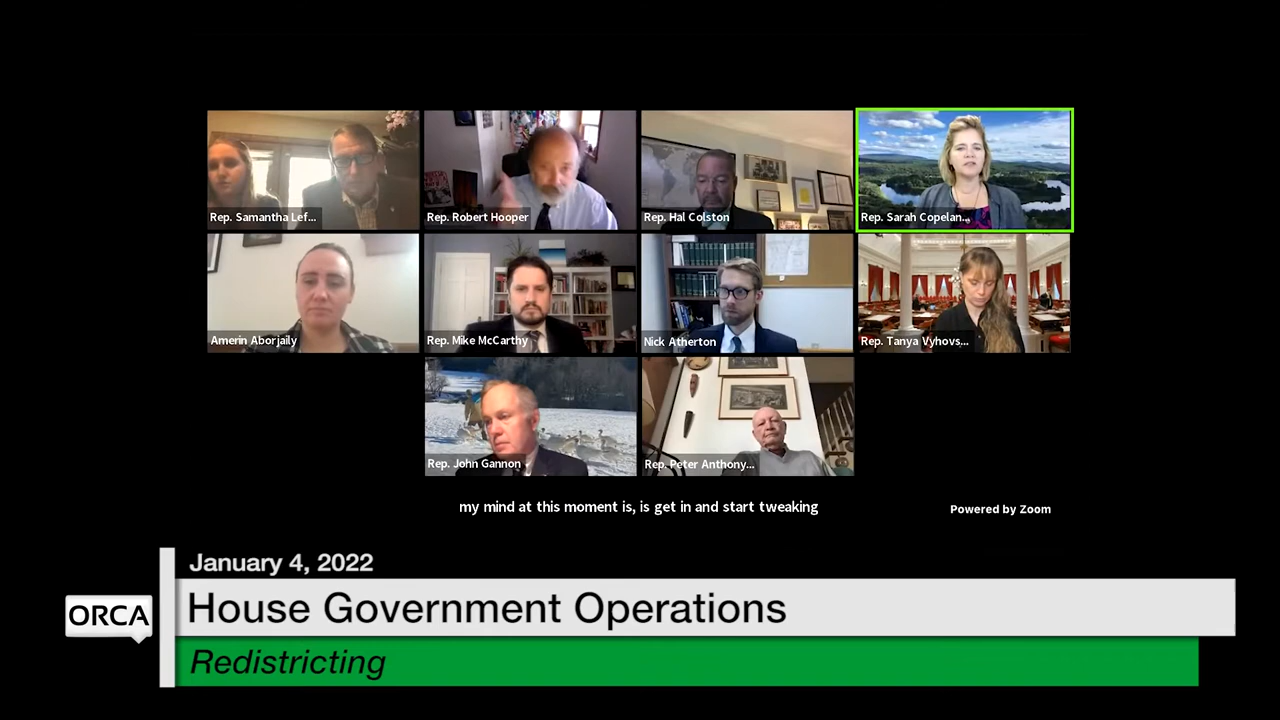 Rep. Samantha Lef...
Rep. Robert Hooper
Rep. Hal Colston
Rep. Sarah Copelan...
Amerin Aborjaily
Rep. Mike McCarthy
Nick Atherton
Rep. Tanya Vyhovs...
Rep. John Gannon
Rep. Peter Anthony...
my mind at this moment is, is get in and start tweaking
Powered by Zoom
January 4, 2022
ORCA
House Government Operations
Redistricting